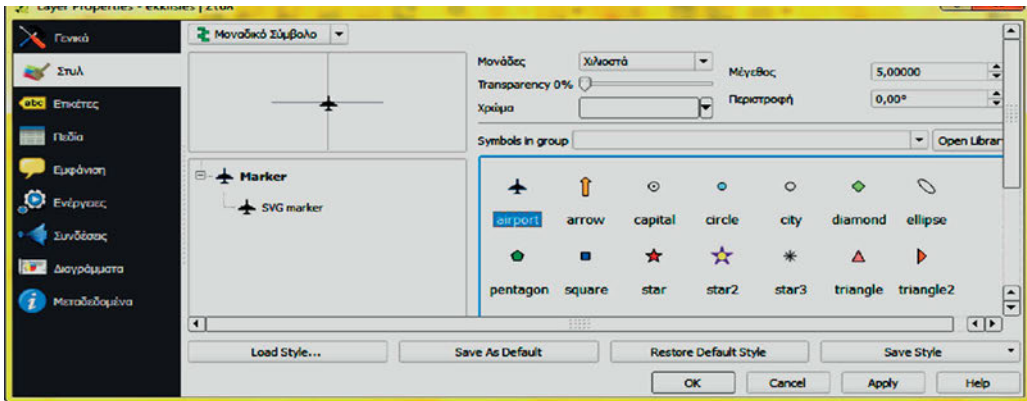 Layer Properties - ekklisies | Στυλ
Γενικά
Στυλ
Ετικέτες
Πεδία
Εμφάνιση
Ενέργειες
Συνδέσεις
Διαγράμματα
Μεταδεδομένα
Μοναδικό Σύμβολο
Marker
SVG marker
Μονάδες Χιλιοστά
Transparency 0%
Χρώμα
Μέγεθος 5,00000
Περιστροφή 0,00°
Symbols in group Open Librar
airport arrow capital circle city diamond ellipse
pentagon square star star2 star3 triangle triangle2
Load Style... Save As Default Restore Default Style Save Style
OK Cancel Apply Help
abc